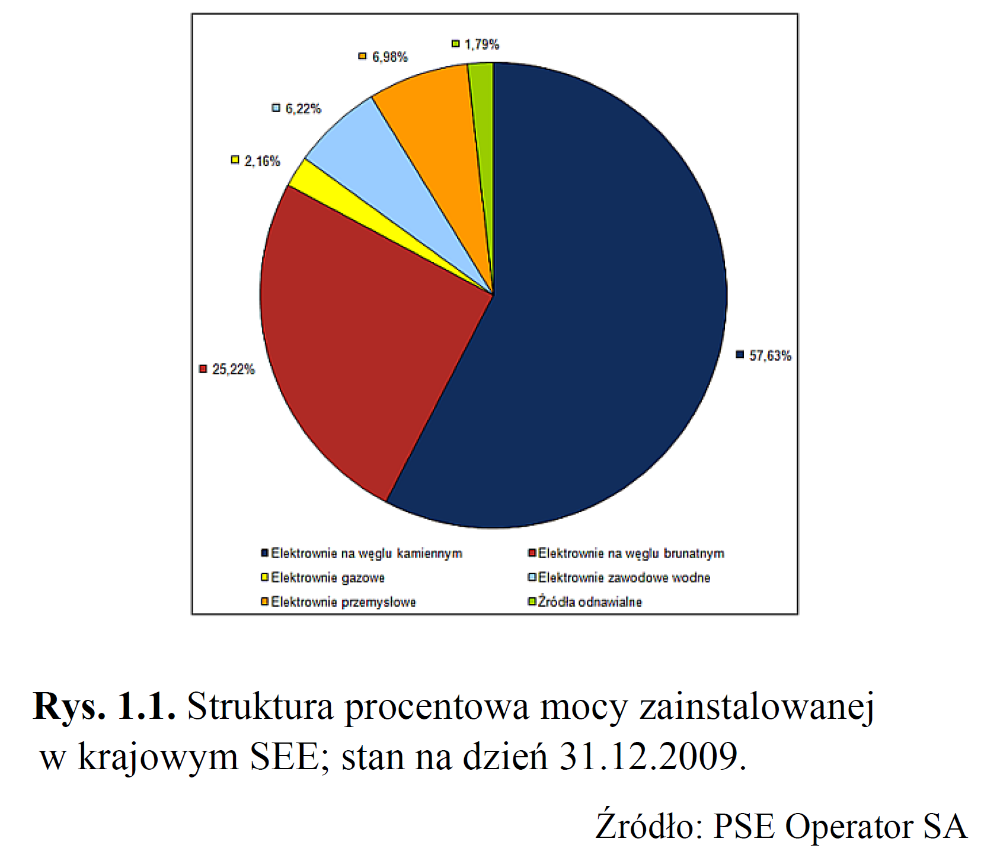 1,79%
6,98%
6,22%
2,16%
57,63%
25,22%
Elektrownie na węglu kamiennym Elektrownie na węglu brunatnym
Elektrownie gazowe Elektrownie zawodowe wodne
Elektrownie przemysłowe Źródła odnawialne
Rys. 1.1. Struktura procentowa mocy zainstalowanej
w krajowym SEE; stan na dzień 31.12.2009.
Źródło: PSE Operator SA